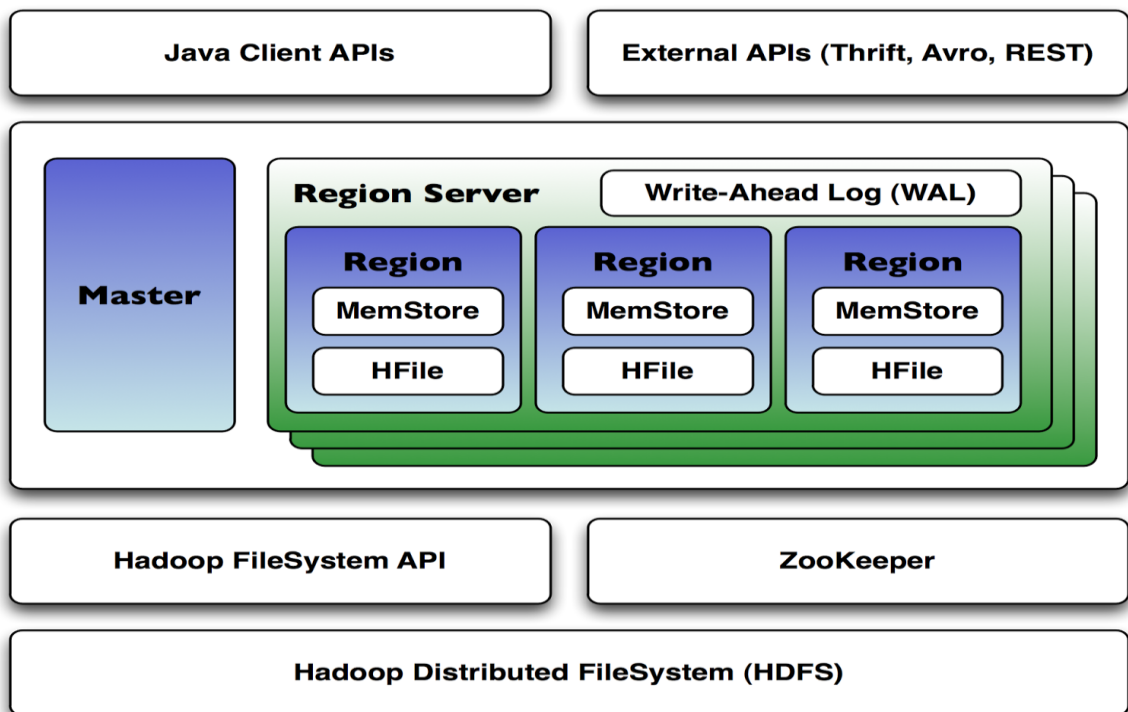 Java Client APIs
External APIs (Thrift, Avro, REST)
Master
Region Server
Write-Ahead Log (WAL)
Region
MemStore
HFile
Region
MemStore
HFile
Region
MemStore
HFile
Hadoop FileSystem API
ZooKeeper
Hadoop Distributed FileSystem (HDFS)